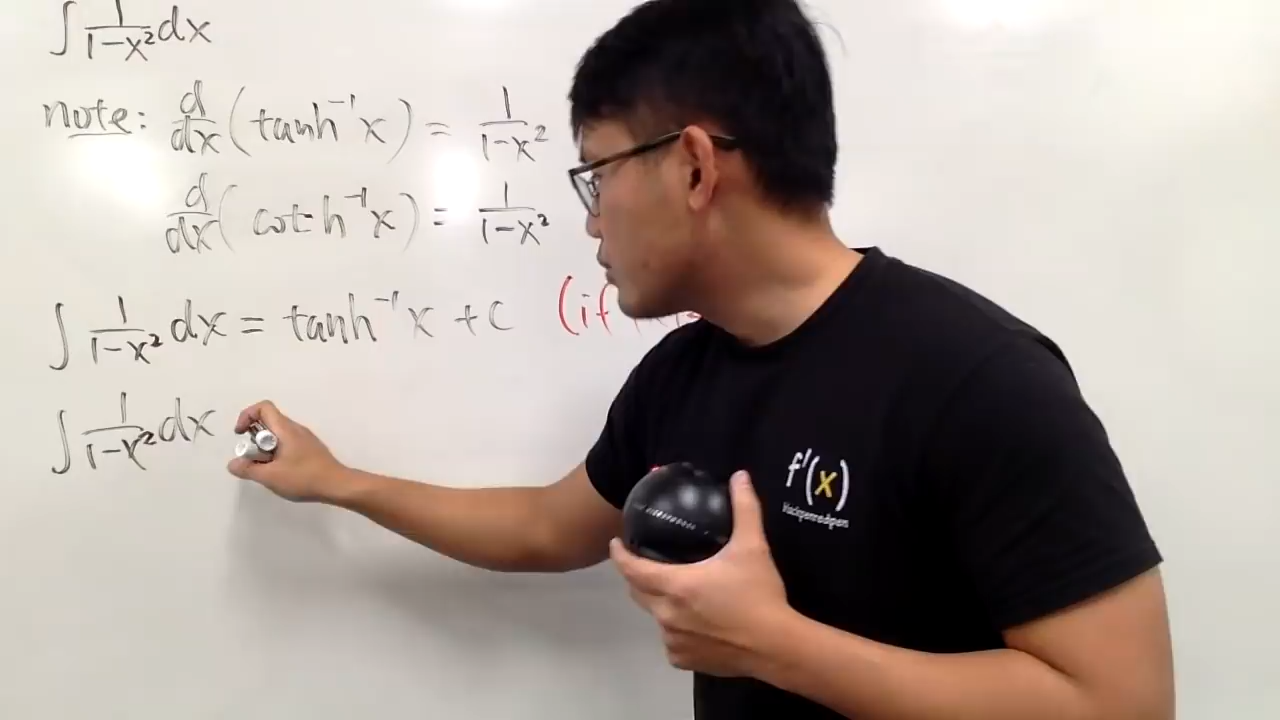 ∫ 1/(1-x²) dx
note: d/dx (tanh⁻¹x) = 1/(1-x²)
d/dx (coth⁻¹x) = 1/(1-x²)
∫ 1/(1-x²) dx = tanh⁻¹x + C (if
∫ 1/(1-x²) dx
f'(x)
blackpenredpen